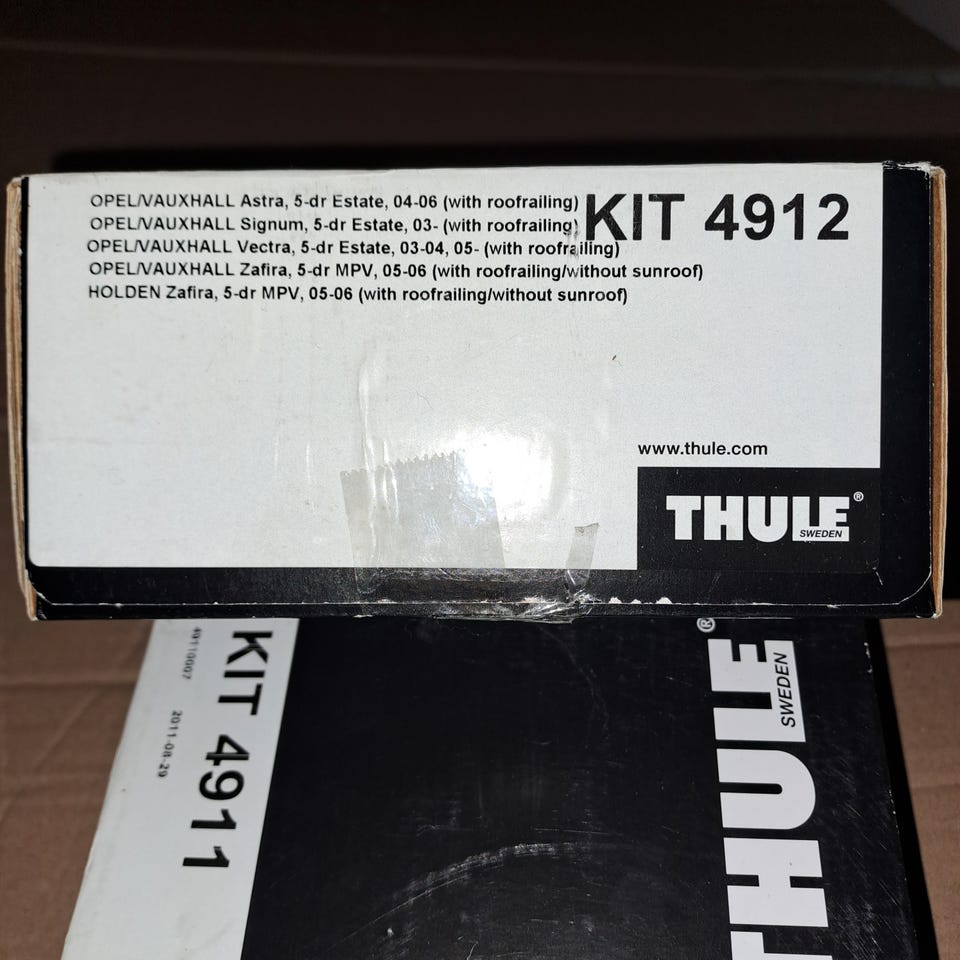 OPEL/VAUXHALL Astra, 5-dr Estate, 04-06 (with roofrailing)
KIT 4912
OPEL/VAUXHALL Signum, 5-dr Estate, 03- (with roofrailing)
OPEL/VAUXHALL Vectra, 5-dr Estate, 03-04, 05- (with roofrailing)
OPEL/VAUXHALL Zafira, 5-dr MPV, 05-06 (with roofrailing/without sunroof)
HOLDEN Zafira, 5-dr MPV, 05-06 (with roofrailing/without sunroof)
www.thule.com
THULE®
SWEDEN
KIT 4911
49110007 2011-08-29
THULE®
SWEDEN